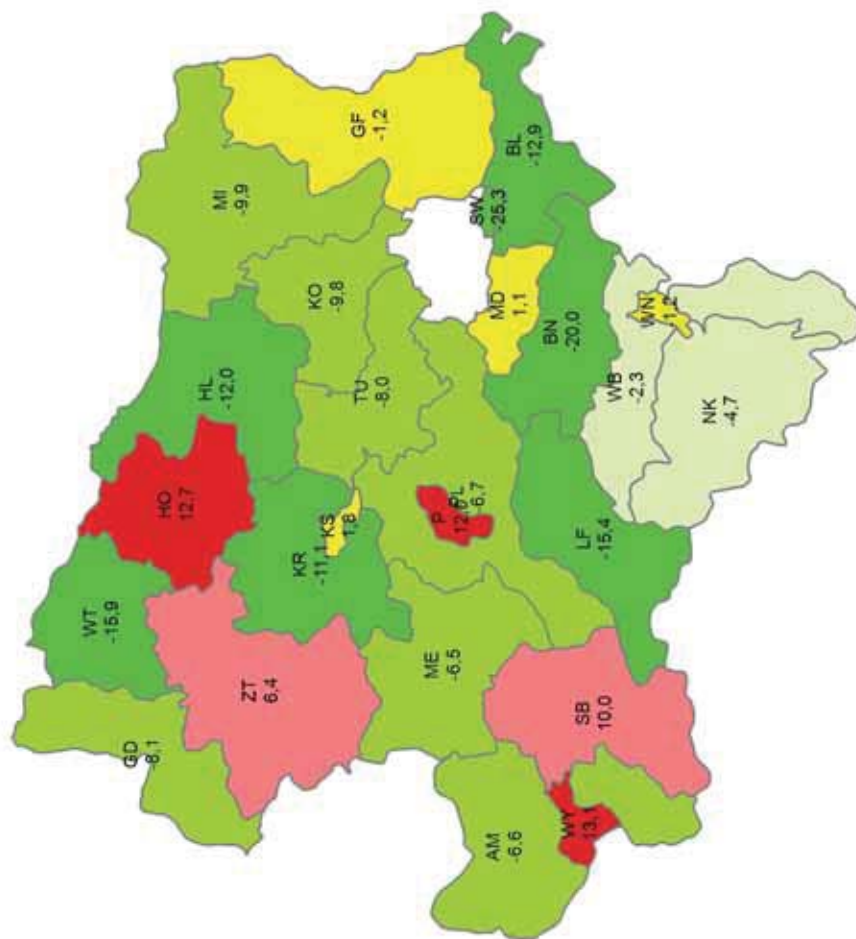 WT
-15,9
GD
-8,1
HO
12,7
HL
-12,0
MI
-9,9
ZT
6,4
KR
-11,1
KO
-9,8
KS
1,8
GF
-1,2
TU
-8,0
ME
-6,5
P
PL
-6,7
SW
-25,3
AM
-6,6
MD
1,1
BL
-12,9
BN
-20,0
WY
13,1
SB
10,0
LF
-15,4
WB
-2,3
WN
1,2
NK
-4,7